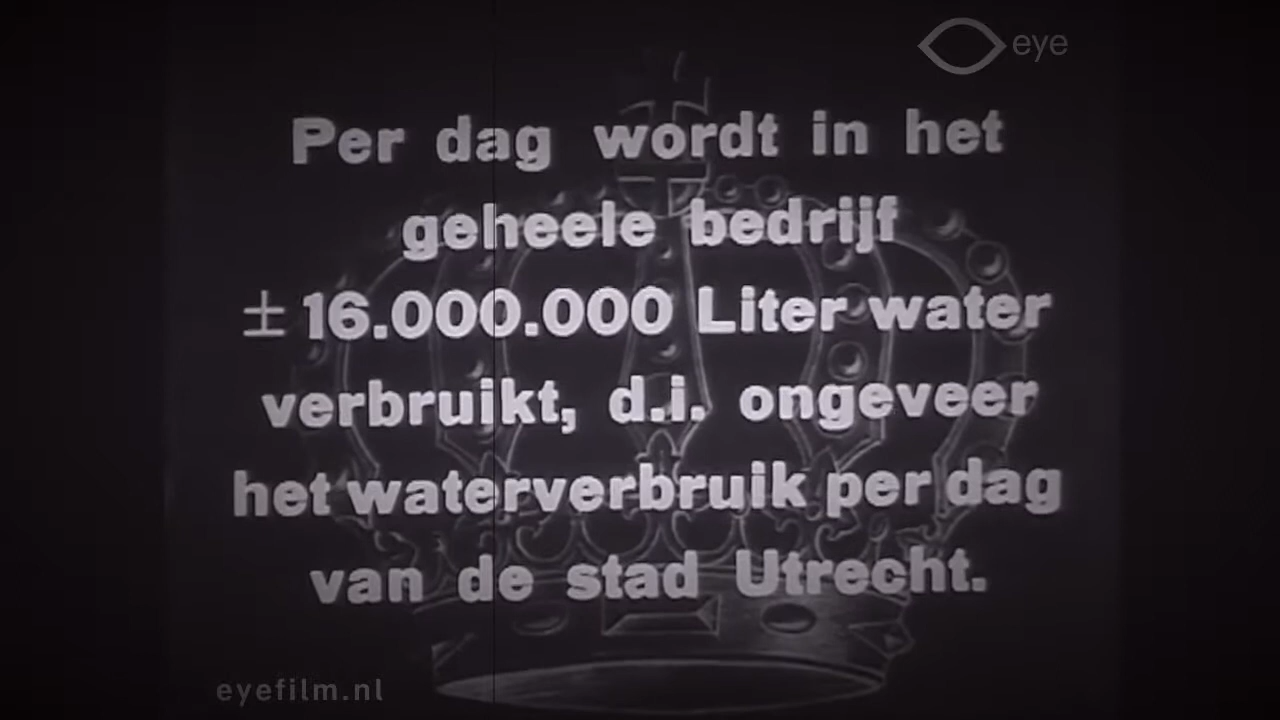 eye
Per dag wordt in het
geheele bedrijf
± 16.000.000 Liter water
verbruikt, d.i. ongeveer
het waterverbruik per dag
van de stad Utrecht.
eyefilm.nl